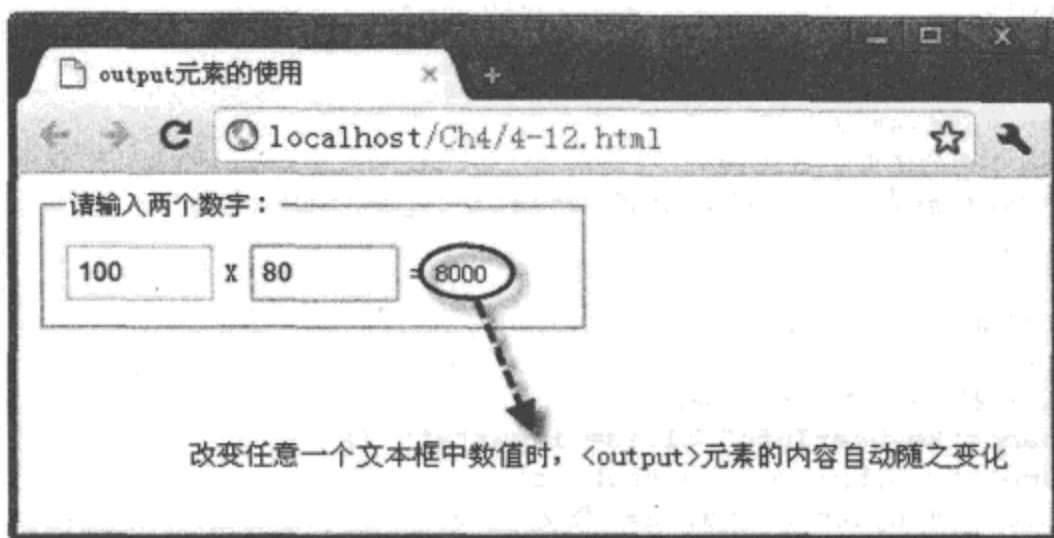 output元素的使用
localhost/Ch4/4-12.html
请输入两个数字：
100 X 80 = 8000
改变任意一个文本框中数值时，<output>元素的内容自动随之变化